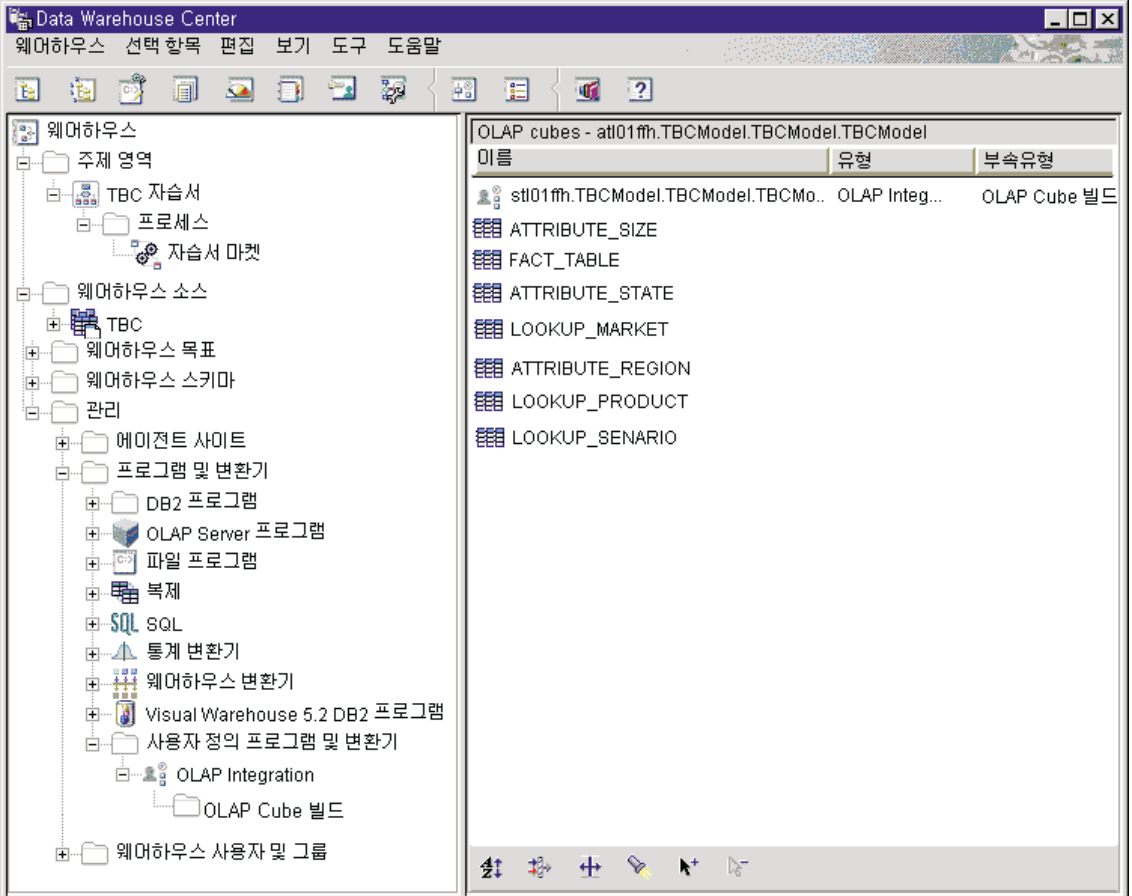 Data Warehouse Center
웨어하우스 선택 항목 편집 보기 도구 도움말
웨어하우스
주제 영역
TBC 자습서
프로세스
자습서 마켓
웨어하우스 소스
TBC
웨어하우스 목표
웨어하우스 스키마
관리
에이전트 사이트
프로그램 및 변환기
DB2 프로그램
OLAP Server 프로그램
파일 프로그램
복제
SQL SQL
통계 변환기
웨어하우스 변환기
Visual Warehouse 5.2 DB2 프로그램
사용자 정의 프로그램 및 변환기
OLAP Integration
OLAP Cube 빌드
웨어하우스 사용자 및 그룹
OLAP cubes - atl01ffh.TBCModel.TBCModel.TBCModel
이름 유형 부속유형
stl01ffh.TBCModel.TBCModel.TBCMo.. OLAP Integ... OLAP Cube 빌드
ATTRIBUTE_SIZE
FACT_TABLE
ATTRIBUTE_STATE
LOOKUP_MARKET
ATTRIBUTE_REGION
LOOKUP_PRODUCT
LOOKUP_SENARIO